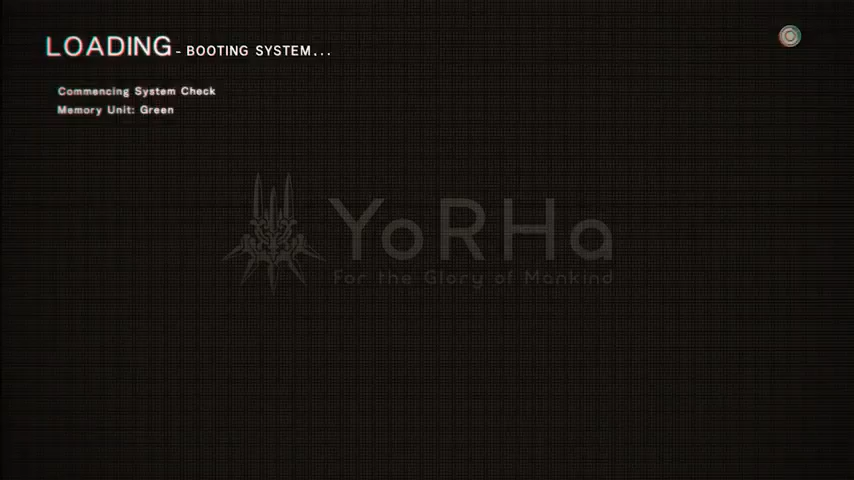 LOADING - BOOTING SYSTEM...
Commencing System Check
Memory Unit: Green
YoRHa
For the Glory of Mankind